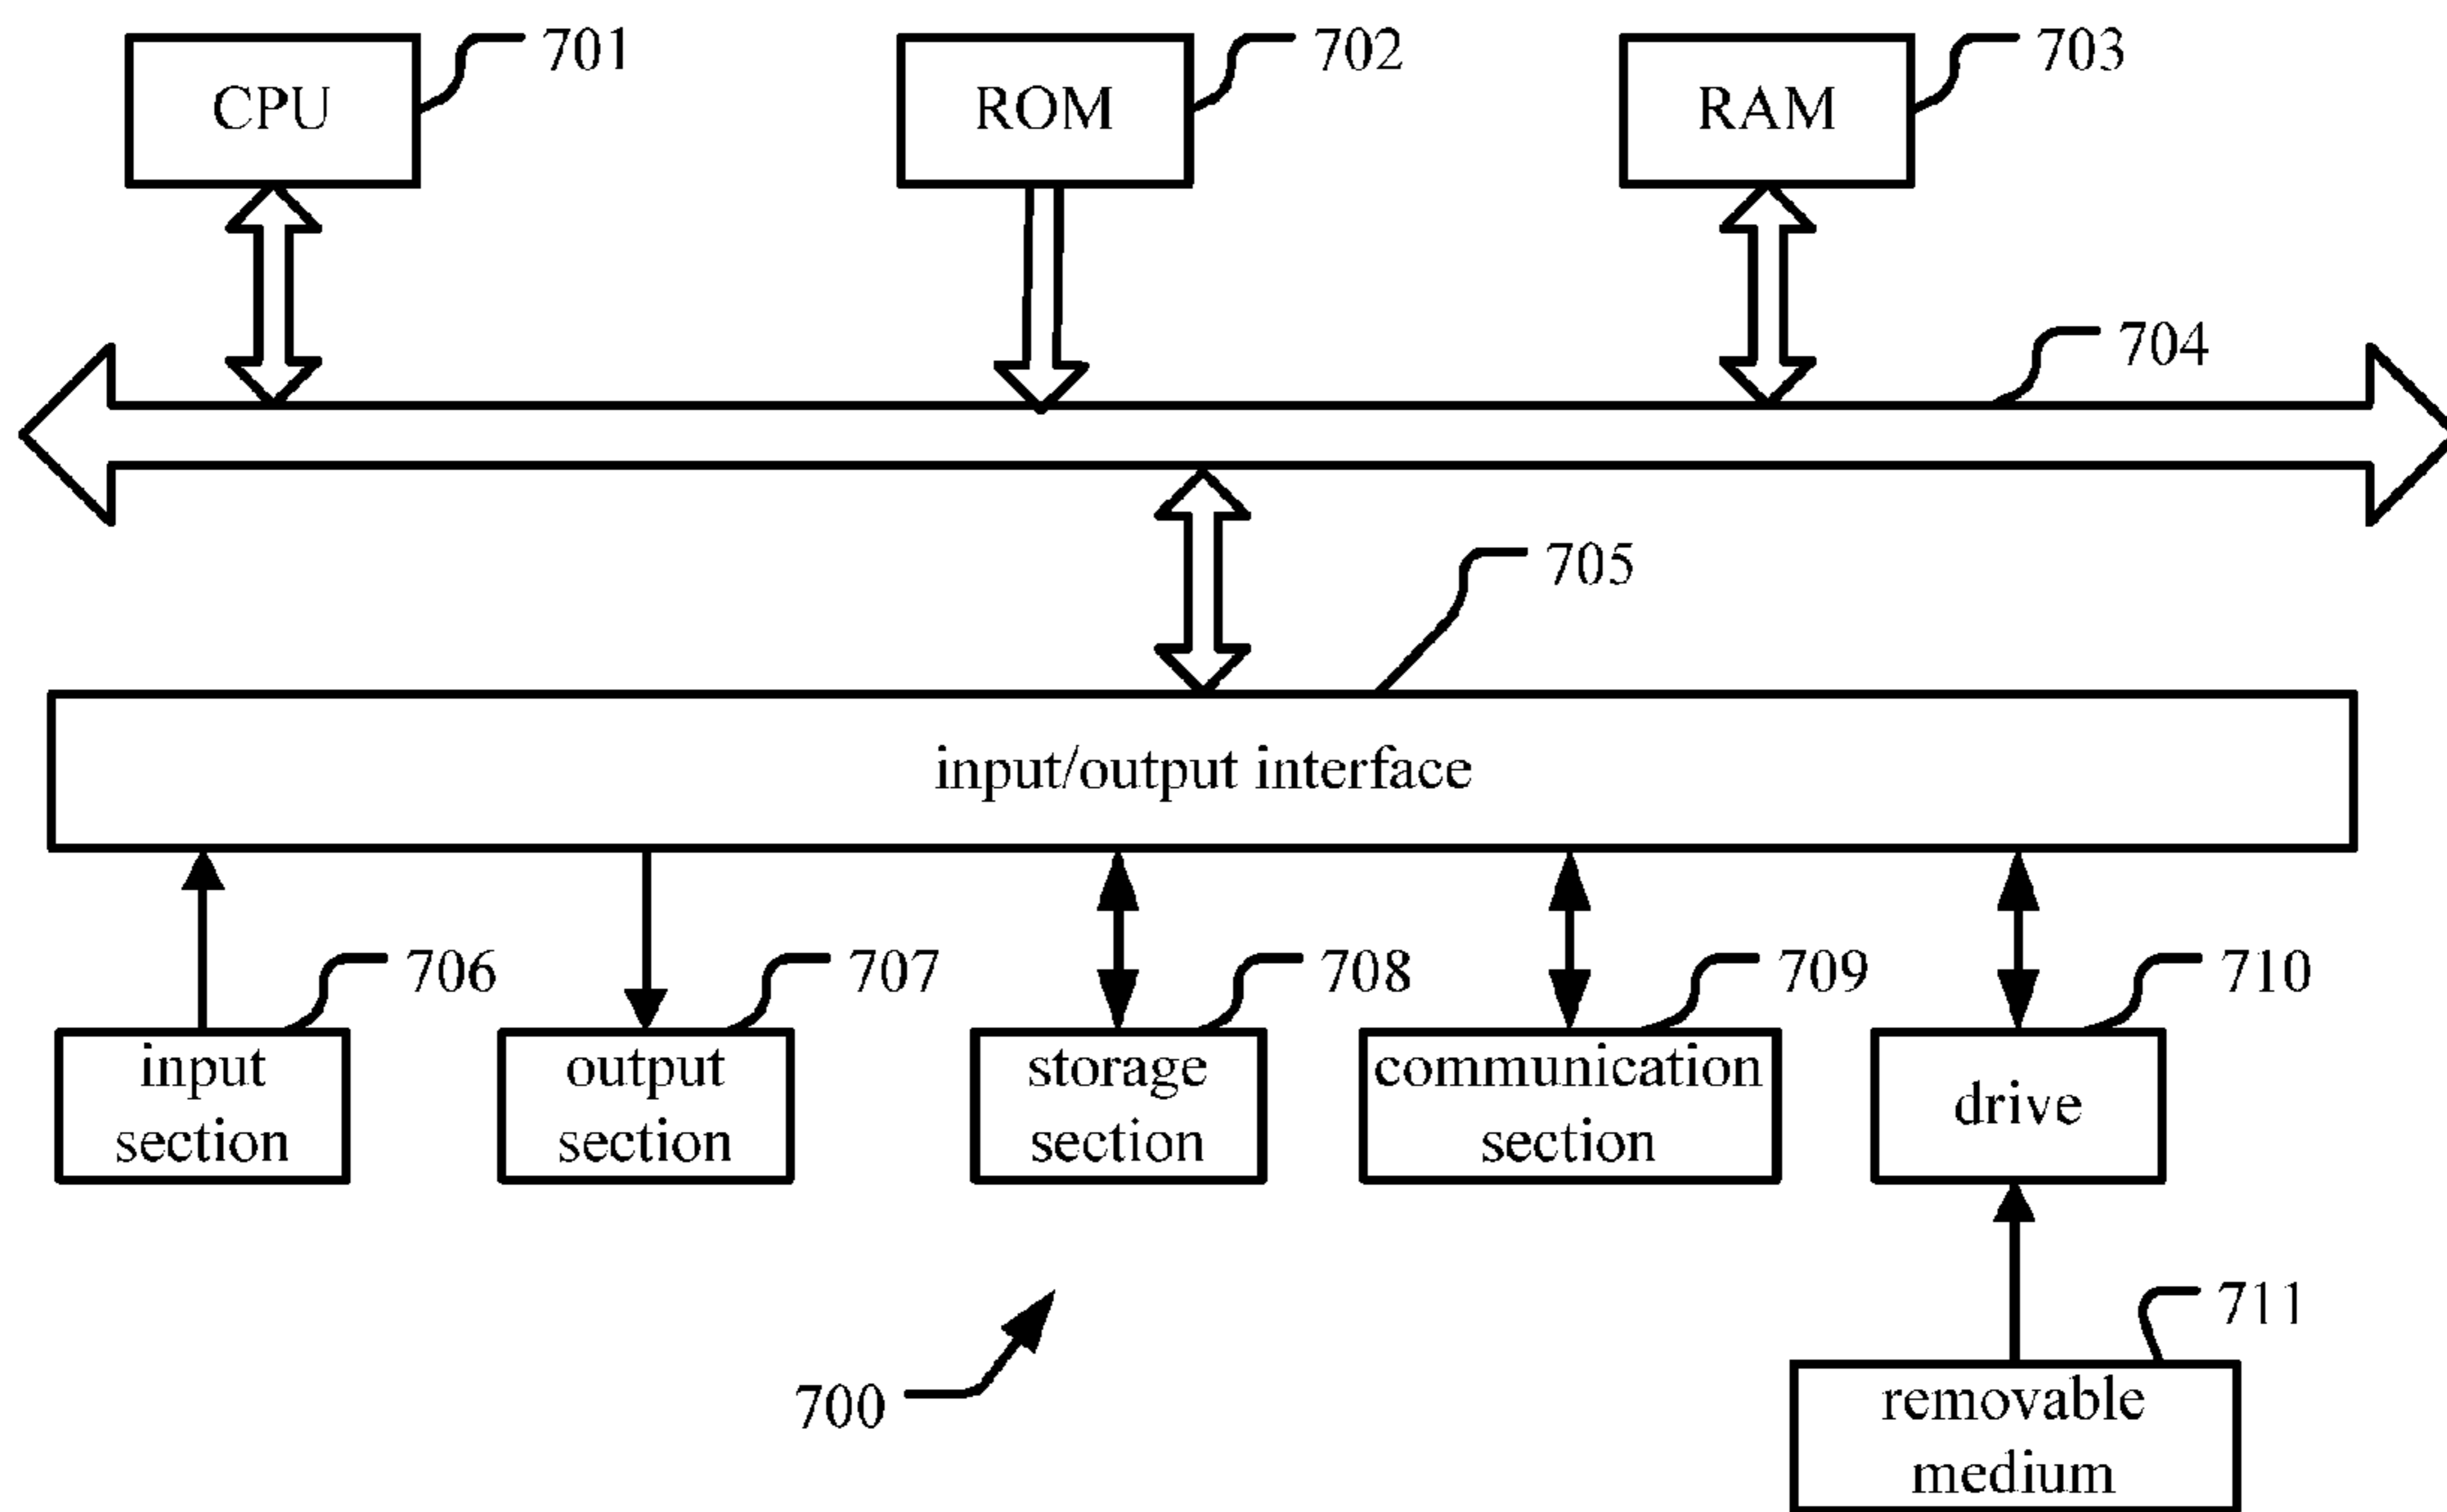 CPU
701
ROM
702
RAM
703
704
705
input/output interface
706
707
708
709
710
input
section
output
section
storage
section
communication
section
drive
711
700
removable
medium